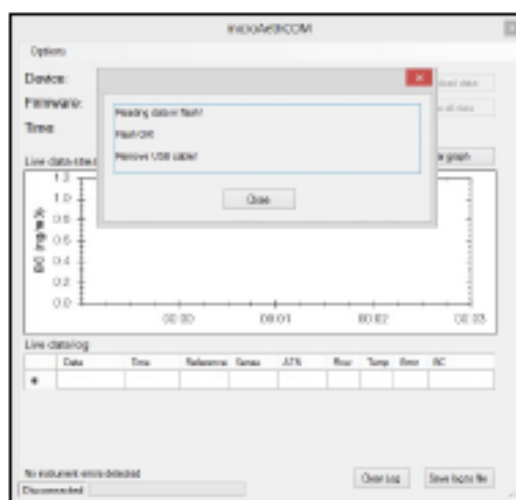 microAethCOM
Options
Device:
Firmware:
Time:
Reading data in flash!
Flash OK!
Remove USB cable!
Close
graph
Live data
BC (ng/m3)
1.2
1.0
0.8
0.6
0.4
0.2
0.0
00:00 00:01 00:02 00:03
Live data log
Date Time Reference Sense ATN Flow Temp Error BC
No instrument errors detected
Clear Log Save log to file
Disconnected